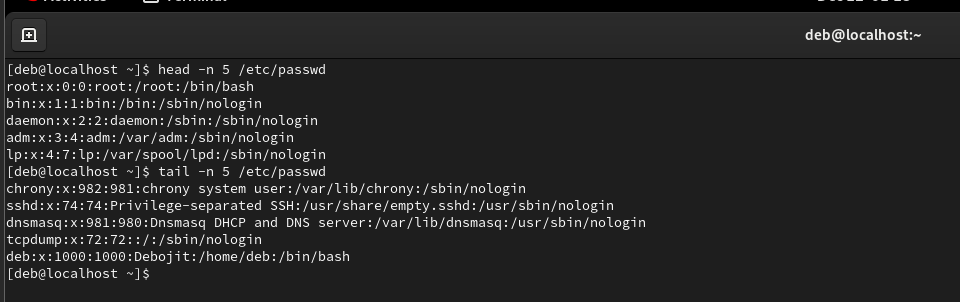 deb@localhost:~
[deb@localhost ~]$ head -n 5 /etc/passwd
root:x:0:0:root:/root:/bin/bash
bin:x:1:1:bin:/bin:/sbin/nologin
daemon:x:2:2:daemon:/sbin:/sbin/nologin
adm:x:3:4:adm:/var/adm:/sbin/nologin
lp:x:4:7:lp:/var/spool/lpd:/sbin/nologin
[deb@localhost ~]$ tail -n 5 /etc/passwd
chrony:x:982:981:chrony system user:/var/lib/chrony:/sbin/nologin
sshd:x:74:74:Privilege-separated SSH:/usr/share/empty.sshd:/usr/sbin/nologin
dnsmasq:x:981:980:Dnsmasq DHCP and DNS server:/var/lib/dnsmasq:/usr/sbin/nologin
tcpdump:x:72:72::/:/sbin/nologin
deb:x:1000:1000:Debojit:/home/deb:/bin/bash
[deb@localhost ~]$